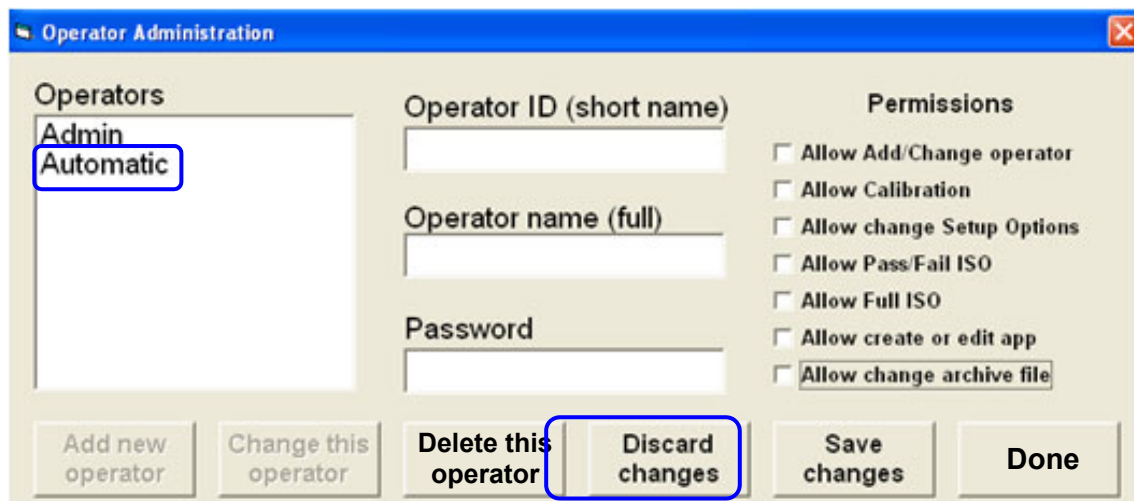 Operator Administration
Operators
Admin
Automatic
Operator ID (short name)
Operator name (full)
Password
Permissions
Allow Add/Change operator
Allow Calibration
Allow change Setup Options
Allow Pass/Fail ISO
Allow Full ISO
Allow create or edit app
Allow change archive file
Add new
operator
Change this
operator
Delete this
operator
Discard
changes
Save
changes
Done